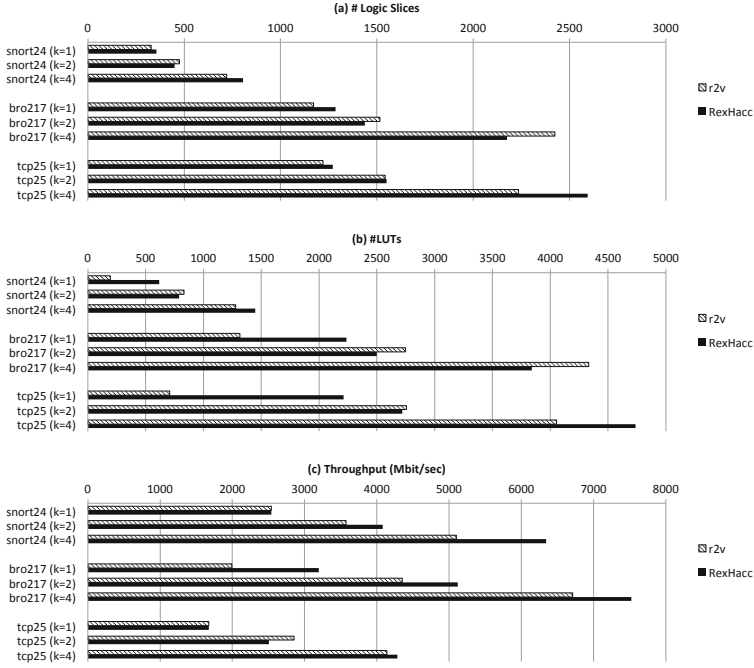 (a) # Logic Slices
0 500 1000 1500 2000 2500 3000
snort24 (k=1)
snort24 (k=2)
snort24 (k=4)
bro217 (k=1)
bro217 (k=2)
bro217 (k=4)
tcp25 (k=1)
tcp25 (k=2)
tcp25 (k=4)
r2v
RexHacc
(b) #LUTs
0 500 1000 1500 2000 2500 3000 4000 4500 4000 5000
snort24 (k=1)
snort24 (k=2)
snort24 (k=4)
bro217 (k=1)
bro217 (k=2)
bro217 (k=4)
tcp25 (k=1)
tcp25 (k=2)
tcp25 (k=4)
r2v
RexHacc
(c) Throughput (Mbit/sec)
0 1000 2000 3000 4000 5000 6000 7000 8000
snort24 (k=1)
snort24 (k=2)
snort24 (k=4)
bro217 (k=1)
bro217 (k=2)
bro217 (k=4)
tcp25 (k=1)
tcp25 (k=2)
tcp25 (k=4)
r2v
RexHacc